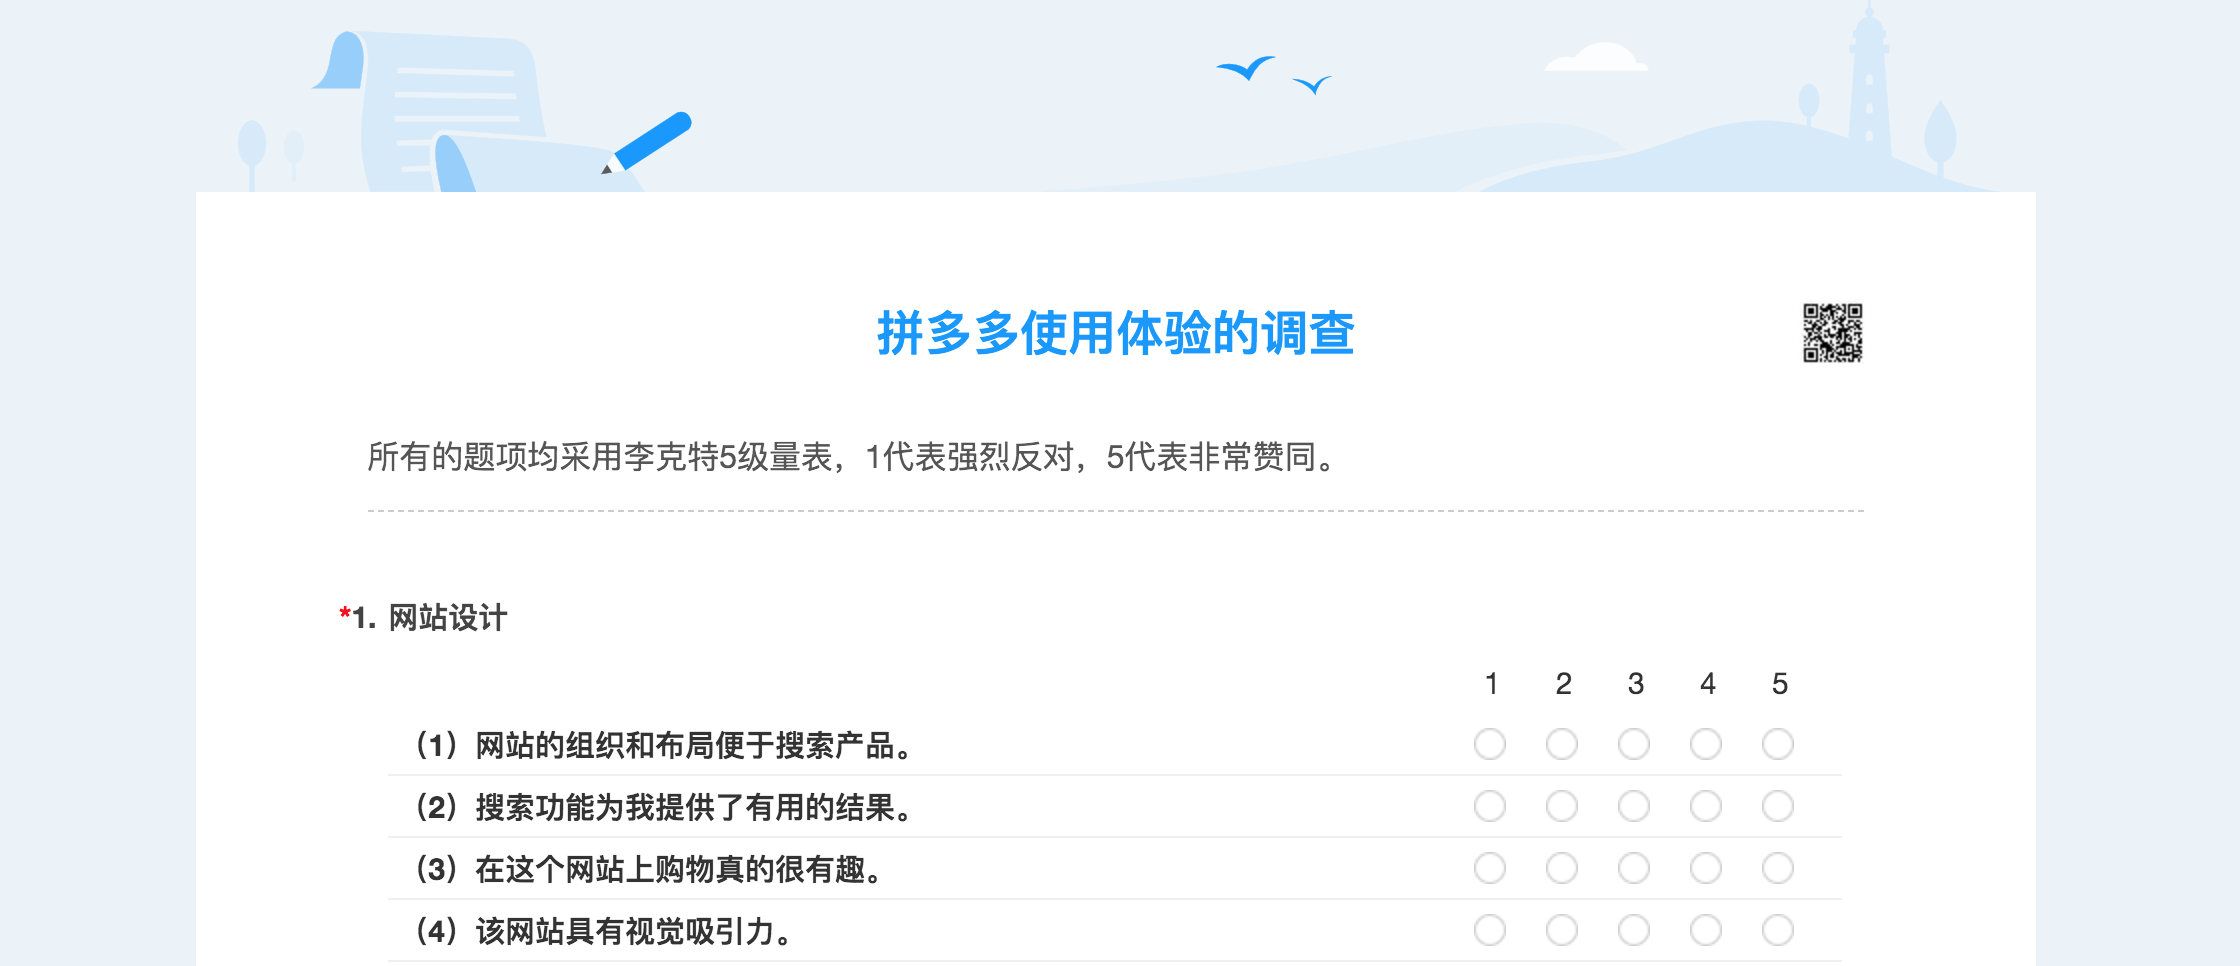 拼多多使用体验的调查
所有的题项均采用李克特5级量表，1代表强烈反对，5代表非常赞同。
*1. 网站设计
1 2 3 4 5
（1）网站的组织和布局便于搜索产品。
（2）搜索功能为我提供了有用的结果。
（3）在这个网站上购物真的很有趣。
（4）该网站具有视觉吸引力。